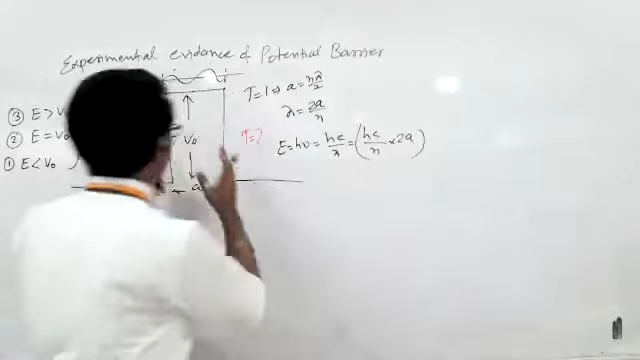 Experimental evidence of Potential Barrier
T=1 ⇒ a = nλ/2
λ = 2a/n
③ E > V
② E = V₀
① E < V₀
V₀
a
E = hν = hc/λ = (hc/n × 2a)